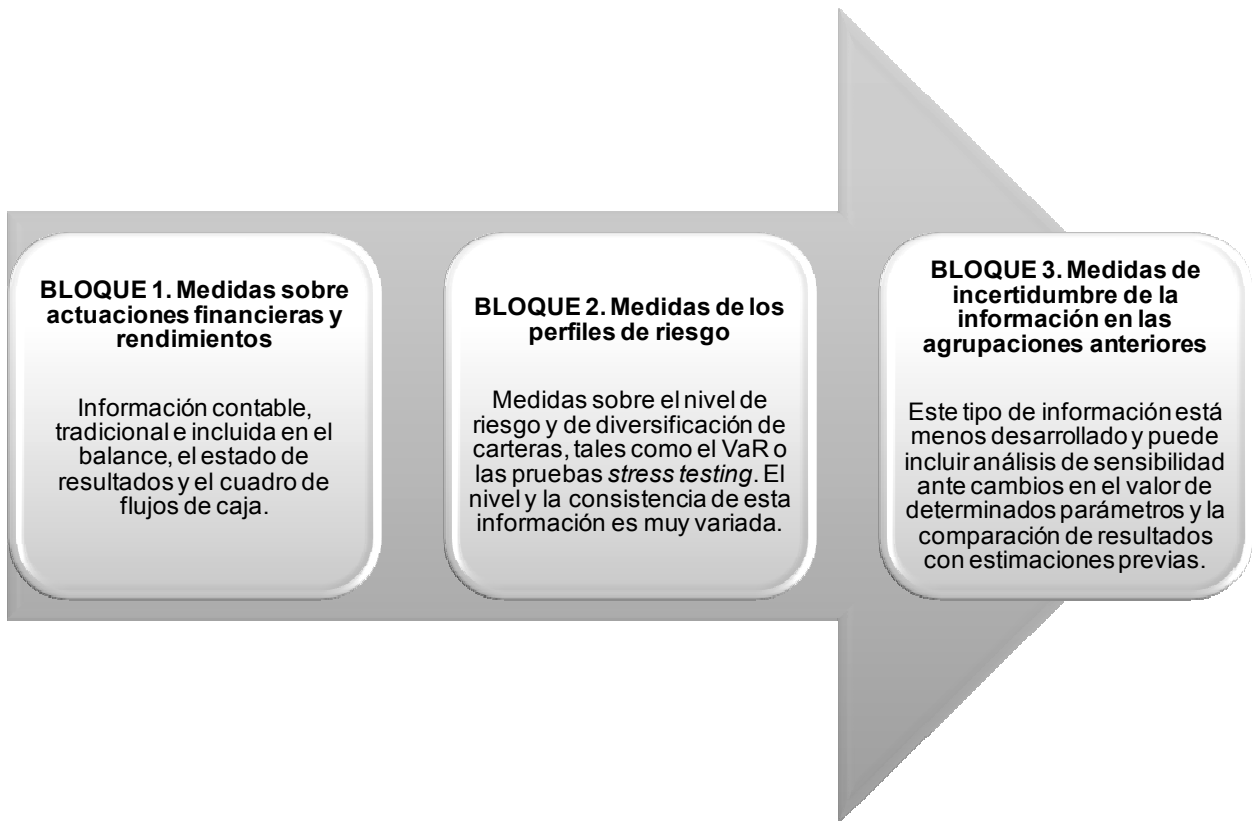 BLOQUE 1. Medidas sobre
actuaciones financieras y
rendimientos
Información contable,
tradicional e incluida en el
balance, el estado de
resultados y el cuadro de
flujos de caja.
BLOQUE 2. Medidas de los
perfiles de riesgo
Medidas sobre el nivel de
riesgo y de diversificación de
carteras, tales como el VaR o
las pruebas stress testing. El
nivel y la consistencia de esta
información es muy variada.
BLOQUE 3. Medidas de
incertidumbre de la
información en las
agrupaciones anteriores
Este tipo de información está
menos desarrollado y puede
incluir análisis de sensibilidad
ante cambios en el valor de
determinados parámetros y la
comparación de resultados
con estimaciones previas.